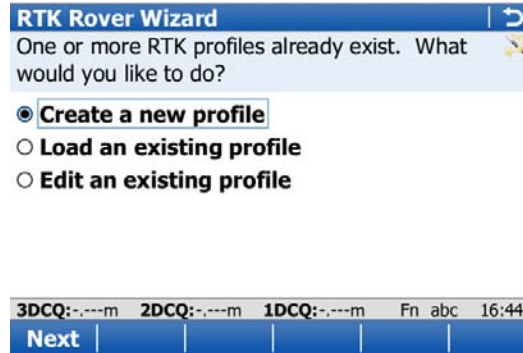 RTK Rover Wizard
One or more RTK profiles already exist. What
would you like to do?
Create a new profile
Load an existing profile
Edit an existing profile
3DCQ:-.---m 2DCQ:-.---m 1DCQ:-.---m Fn abc 16:44
Next